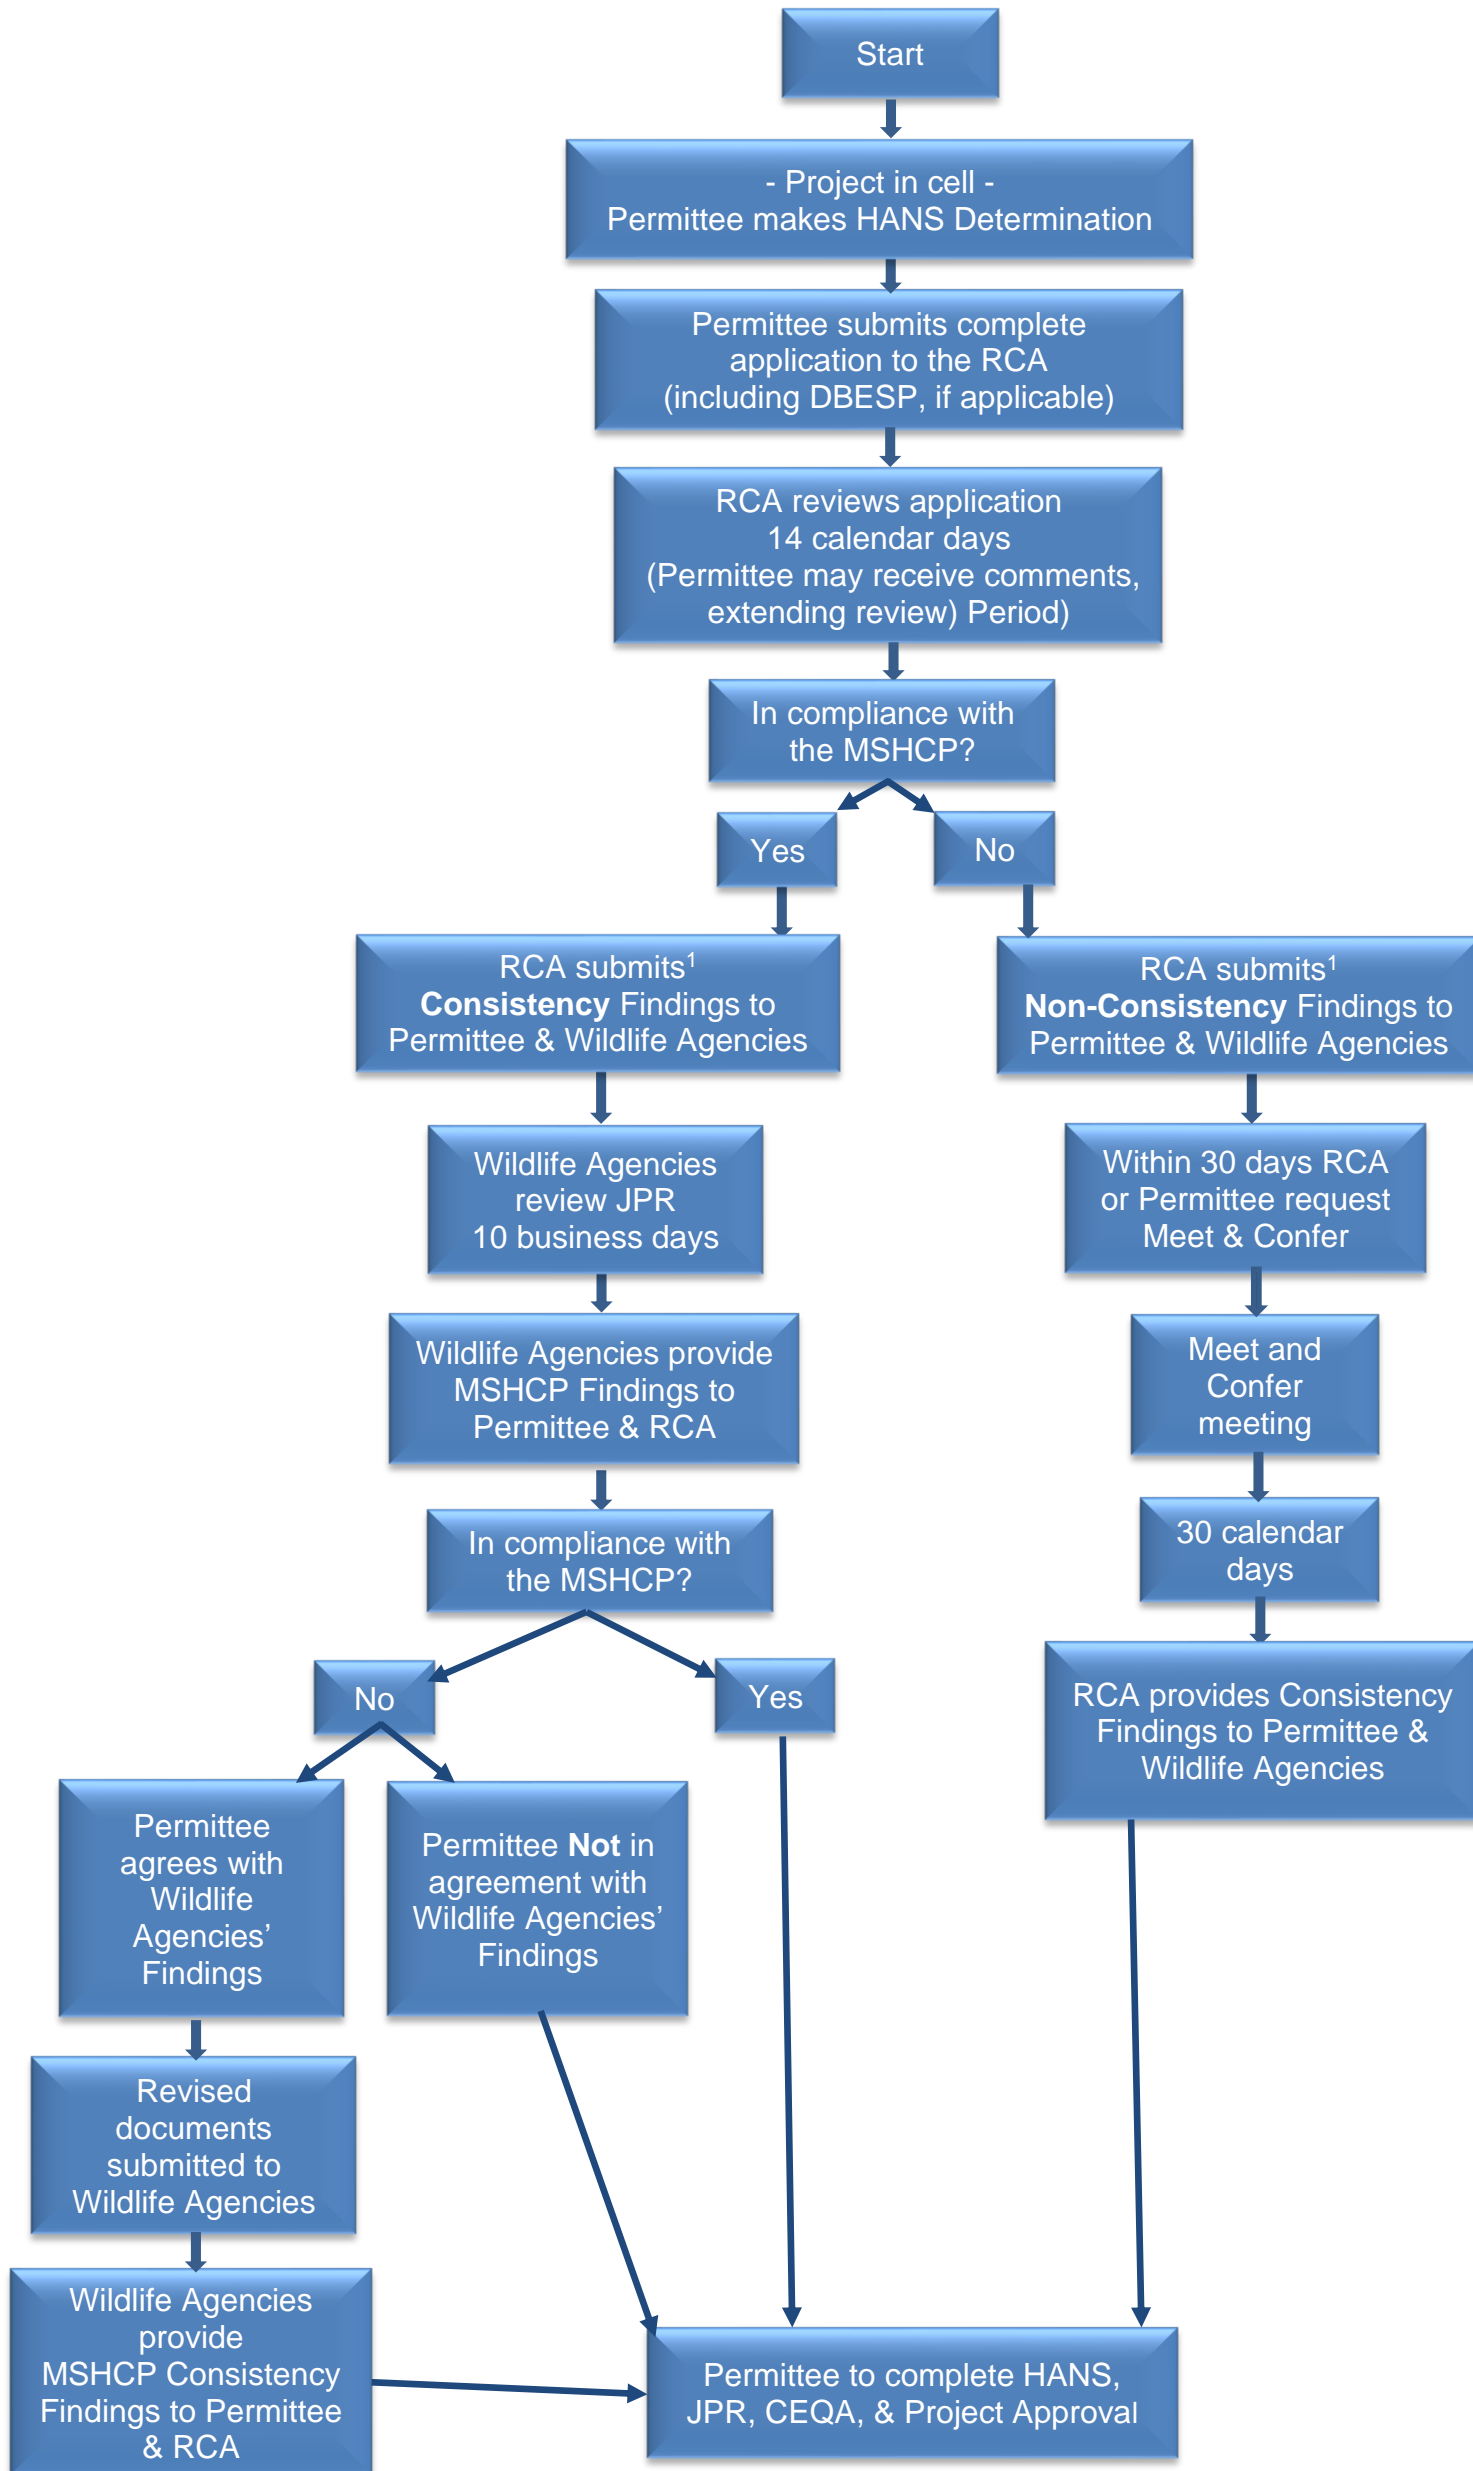 Start
- Project in cell -
Permittee makes HANS Determination
Permittee submits complete
application to the RCA
(including DBESP, if applicable)
RCA reviews application
14 calendar days
(Permittee may receive comments,
extending review) Period)
In compliance with
the MSHCP?
Yes
No
RCA submits¹
Consistency Findings to
Permittee & Wildlife Agencies
RCA submits¹
Non-Consistency Findings to
Permittee & Wildlife Agencies
Wildlife Agencies
review JPR
10 business days
Within 30 days RCA
or Permittee request
Meet & Confer
Wildlife Agencies provide
MSHCP Findings to
Permittee & RCA
Meet and
Confer
meeting
In compliance with
the MSHCP?
30 calendar
days
No
Yes
RCA provides Consistency
Findings to Permittee &
Wildlife Agencies
Permittee
agrees with
Wildlife
Agencies’
Findings
Permittee Not in
agreement with
Wildlife Agencies’
Findings
Revised
documents
submitted to
Wildlife Agencies
Wildlife Agencies
provide
MSHCP Consistency
Findings to Permittee
& RCA
Permittee to complete HANS,
JPR, CEQA, & Project Approval